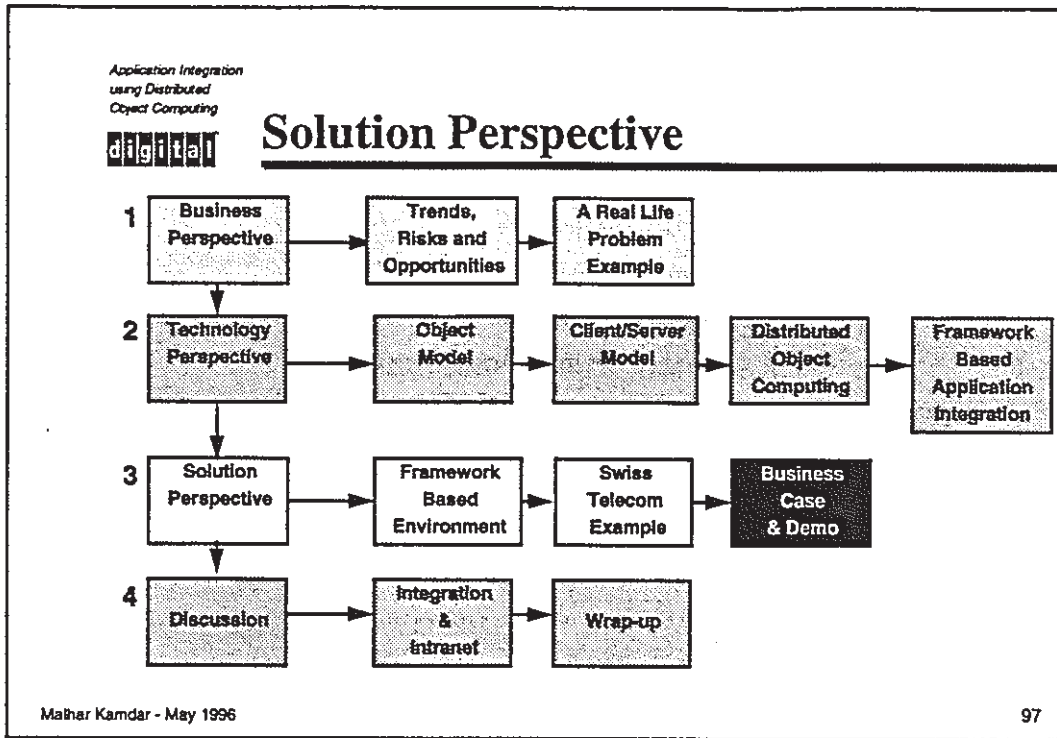 Application Integration
using Distributed
Object Computing
digital
Solution Perspective
1
Business
Perspective
Trends,
Risks and
Opportunities
A Real Life
Problem
Example
2
Technology
Perspective
Object
Model
Client/Server
Model
Distributed
Object
Computing
Framework
Based
Application
Integration
3
Solution
Perspective
Framework
Based
Environment
Swiss
Telecom
Example
Business
Case
& Demo
4
Discussion
Integration
&
Intranet
Wrap-up
Malhar Kamdar - May 1996
97